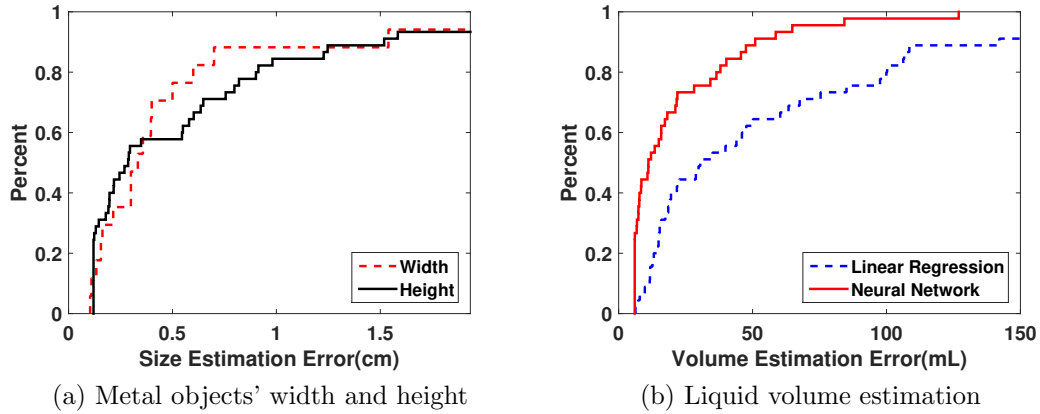 1
0.8
0.6
0.4
0.2
0
Percent
0 0.5 1 1.5
Size Estimation Error(cm)
Width
Height
(a) Metal objects' width and height
1
0.8
0.6
0.4
0.2
0
Percent
0 50 100 150
Volume Estimation Error(mL)
Linear Regression
Neural Network
(b) Liquid volume estimation